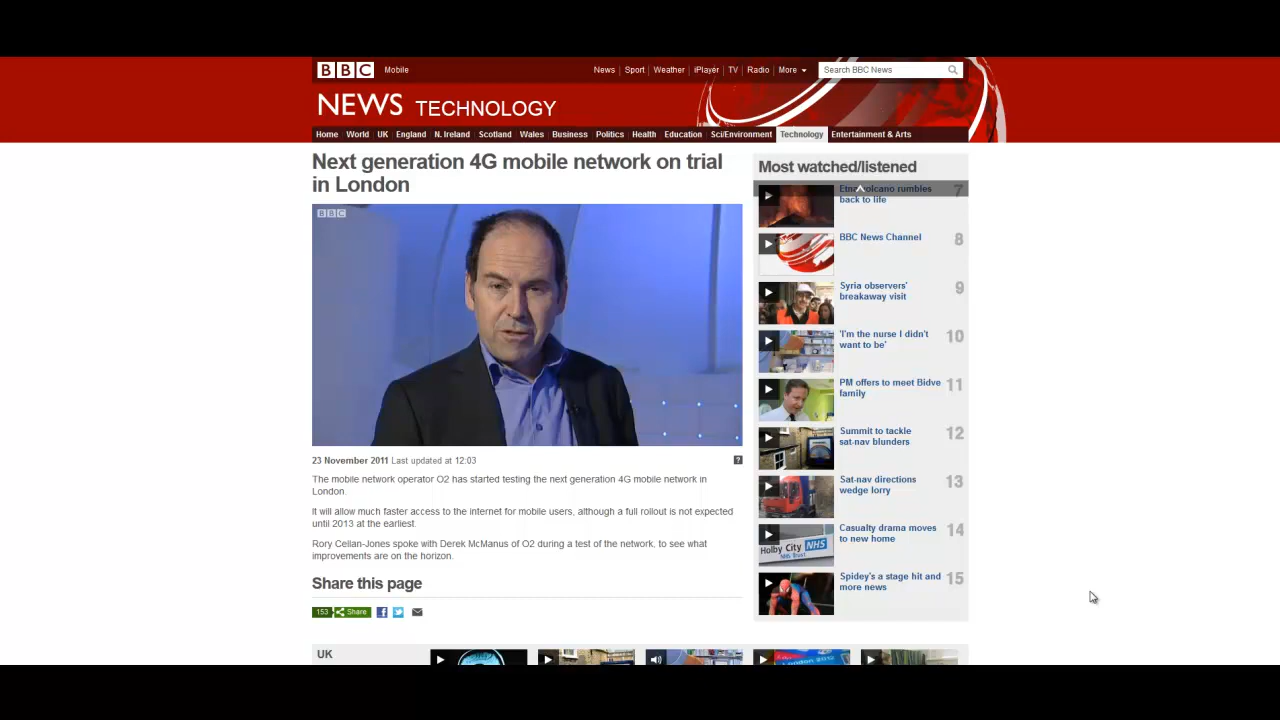 BBC Mobile
News Sport Weather iPlayer TV Radio More Search BBC News
NEWS TECHNOLOGY
Home World UK England N. Ireland Scotland Wales Business Politics Health Education Sci/Environment Technology Entertainment & Arts
Next generation 4G mobile network on trial
in London
BBC
23 November 2011 Last updated at 12:03
?
The mobile network operator O2 has started testing the next generation 4G mobile network in
London.
It will allow much faster access to the internet for mobile users, although a full rollout is not expected
until 2013 at the earliest.
Rory Cellan-Jones spoke with Derek McManus of O2 during a test of the network, to see what
improvements are on the horizon.
Share this page
153 Share
Most watched/listened
Etna volcano rumbles
back to life
7
BBC News Channel
8
Syria observers'
breakaway visit
9
'I'm the nurse I didn't
want to be'
10
PM offers to meet Bidve
family
11
Summit to tackle
sat-nav blunders
12
Sat-nav directions
wedge lorry
13
Holby City NHS
NHS Trust
Casualty drama moves
to new home
14
Spidey's a stage hit and
more news
15
UK